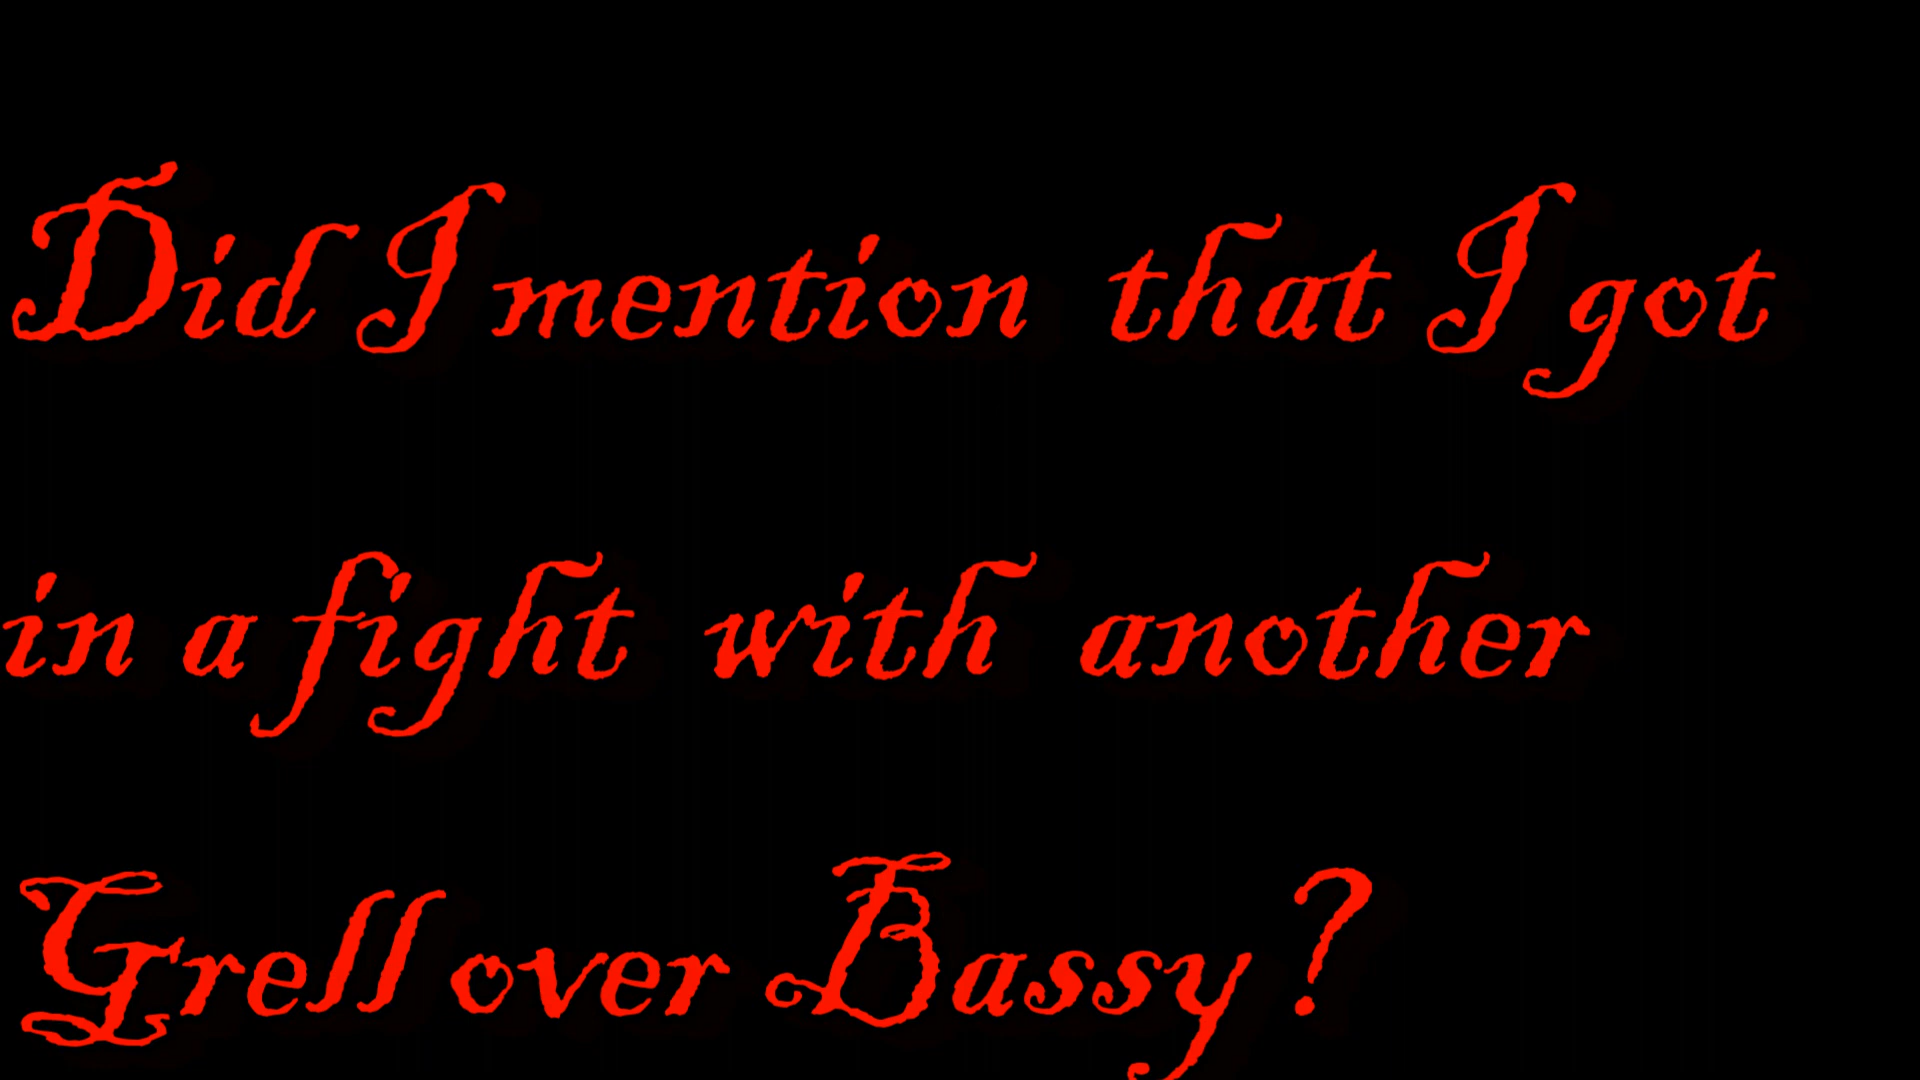 Did I mention that I got
in a fight with another
Grell over Bassy?